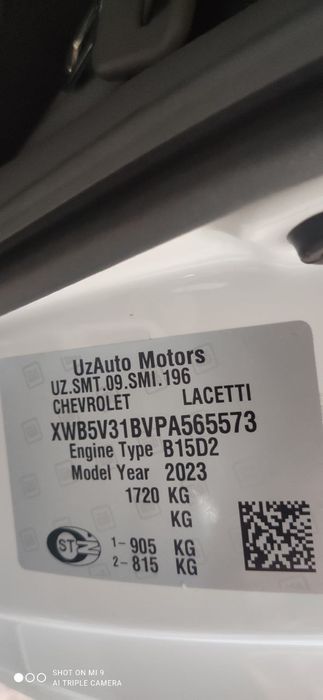 UzAuto Motors
UZ.SMT.09.SMI.196
CHEVROLET LACETTI
XWB5V31BVPA565573
Engine Type B15D2
Model Year 2023
1720 KG
KG
1- 905 KG
2- 815 KG
ST
SHOT ON MI 9
AI TRIPLE CAMERA